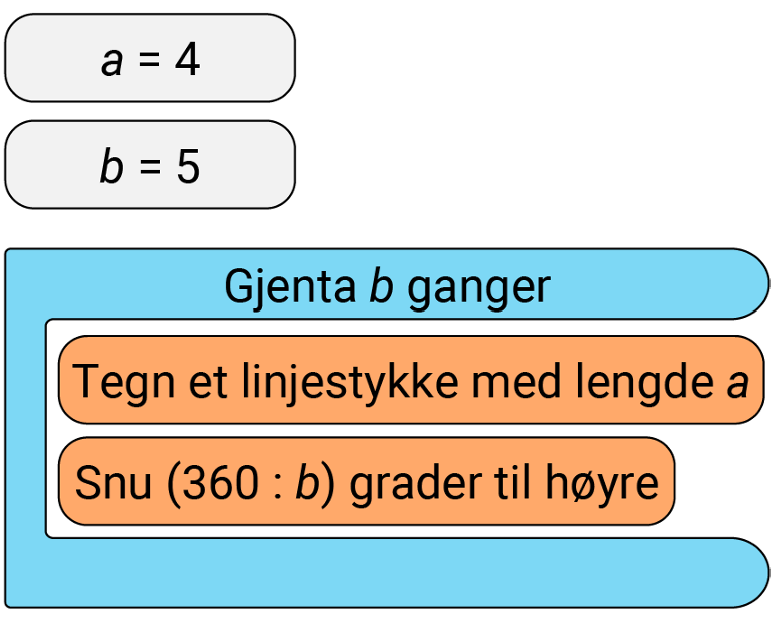 a = 4
b = 5
Gjenta b ganger
Tegn et linjestykke med lengde a
Snu (360 : b) grader til høyre